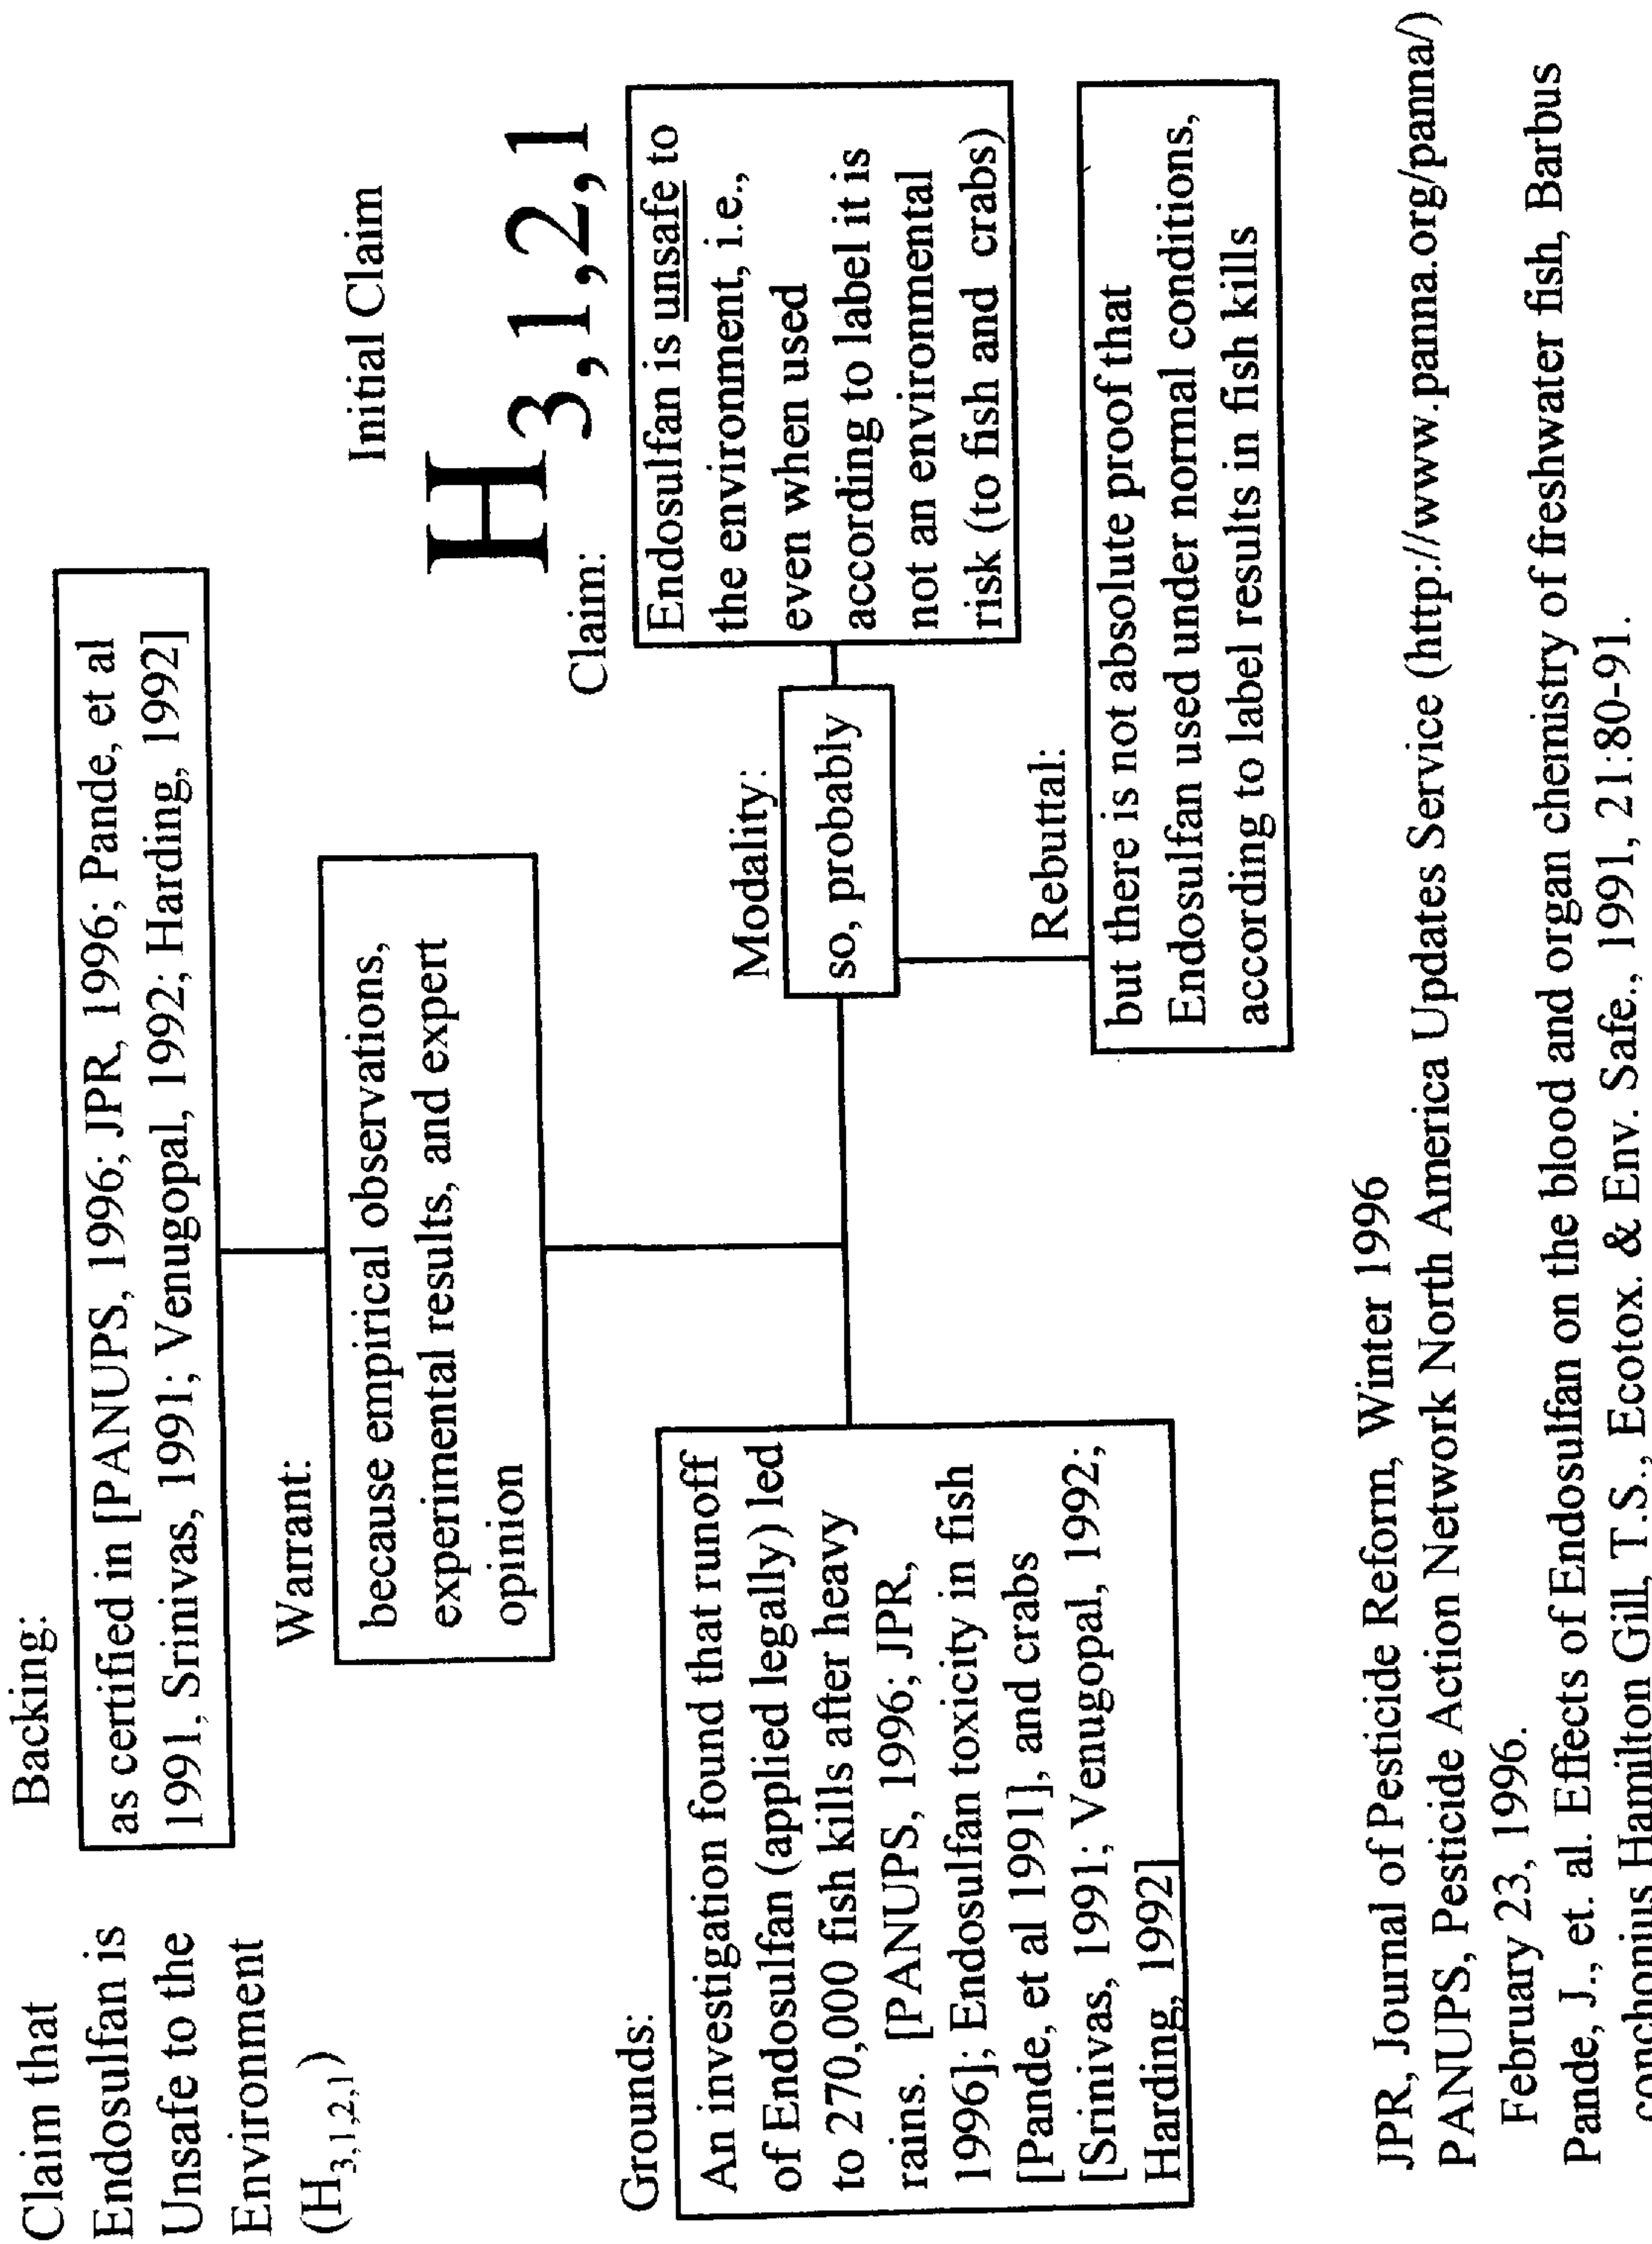 Claim that
Endosulfan is
Unsafe to the
Environment
(H3,1,2,1)
Backing:
as certified in [PANUPS, 1996; JPR, 1996; Pande, et al
1991, Srinivas, 1991; Venugopal, 1992; Harding, 1992]
Warrant:
because empirical observations,
experimental results, and expert
opinion
Initial Claim
H3,1,2,1
Claim:
Endosulfan is unsafe to
the environment, i.e.,
even when used
according to label it is
not an environmental
risk (to fish and crabs)
Grounds:
An investigation found that runoff
of Endosulfan (applied legally) led
to 270,000 fish kills after heavy
rains. [PANUPS, 1996; JPR,
1996]; Endosulfan toxicity in fish
[Pande, et al 1991], and crabs
[Srinivas, 1991; Venugopal, 1992;
Harding, 1992]
Modality:
so, probably
Rebuttal:
but there is not absolute proof that
Endosulfan used under normal conditions,
according to label results in fish kills
JPR, Journal of Pesticide Reform, Winter 1996
PANUPS, Pesticide Action Network North America Updates Service (http://www.panna.org/panna/)
February 23, 1996.
Pande, J., et. al. Effects of Endosulfan on the blood and organ chemistry of freshwater fish, Barbus
conchonius Hamilton Gill, T.S., Ecotox. & Env. Safe., 1991, 21:80-91.